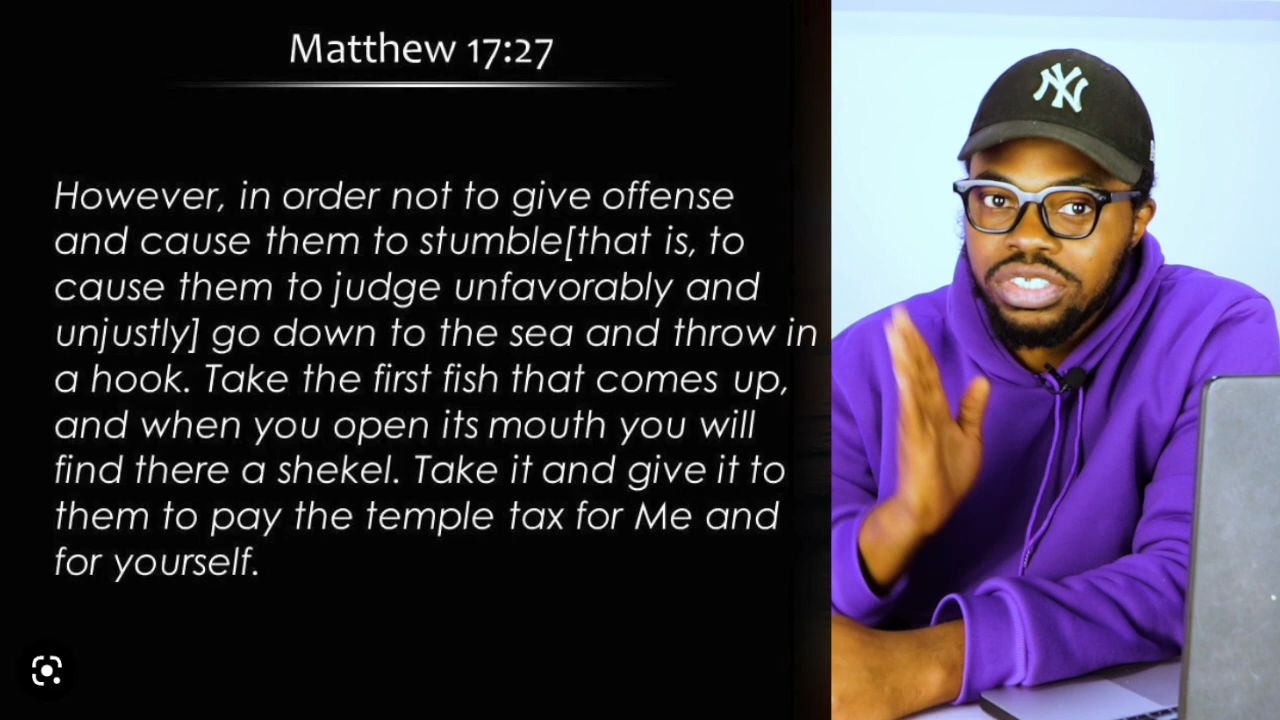 Matthew 17:27
However, in order not to give offense
and cause them to stumble[that is, to
cause them to judge unfavorably and
unjustly] go down to the sea and throw in
a hook. Take the first fish that comes up,
and when you open its mouth you will
find there a shekel. Take it and give it to
them to pay the temple tax for Me and
for yourself.
NY